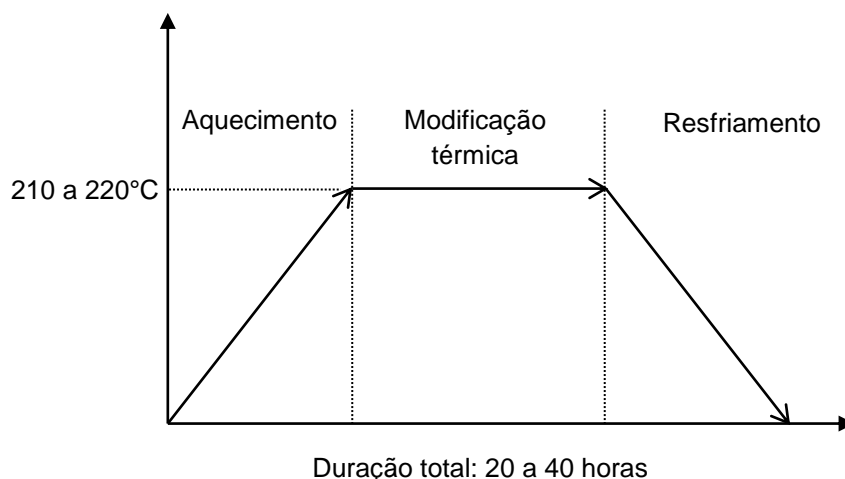 Aquecimento
Modificação
térmica
Resfriamento
210 a 220°C
Duração total: 20 a 40 horas